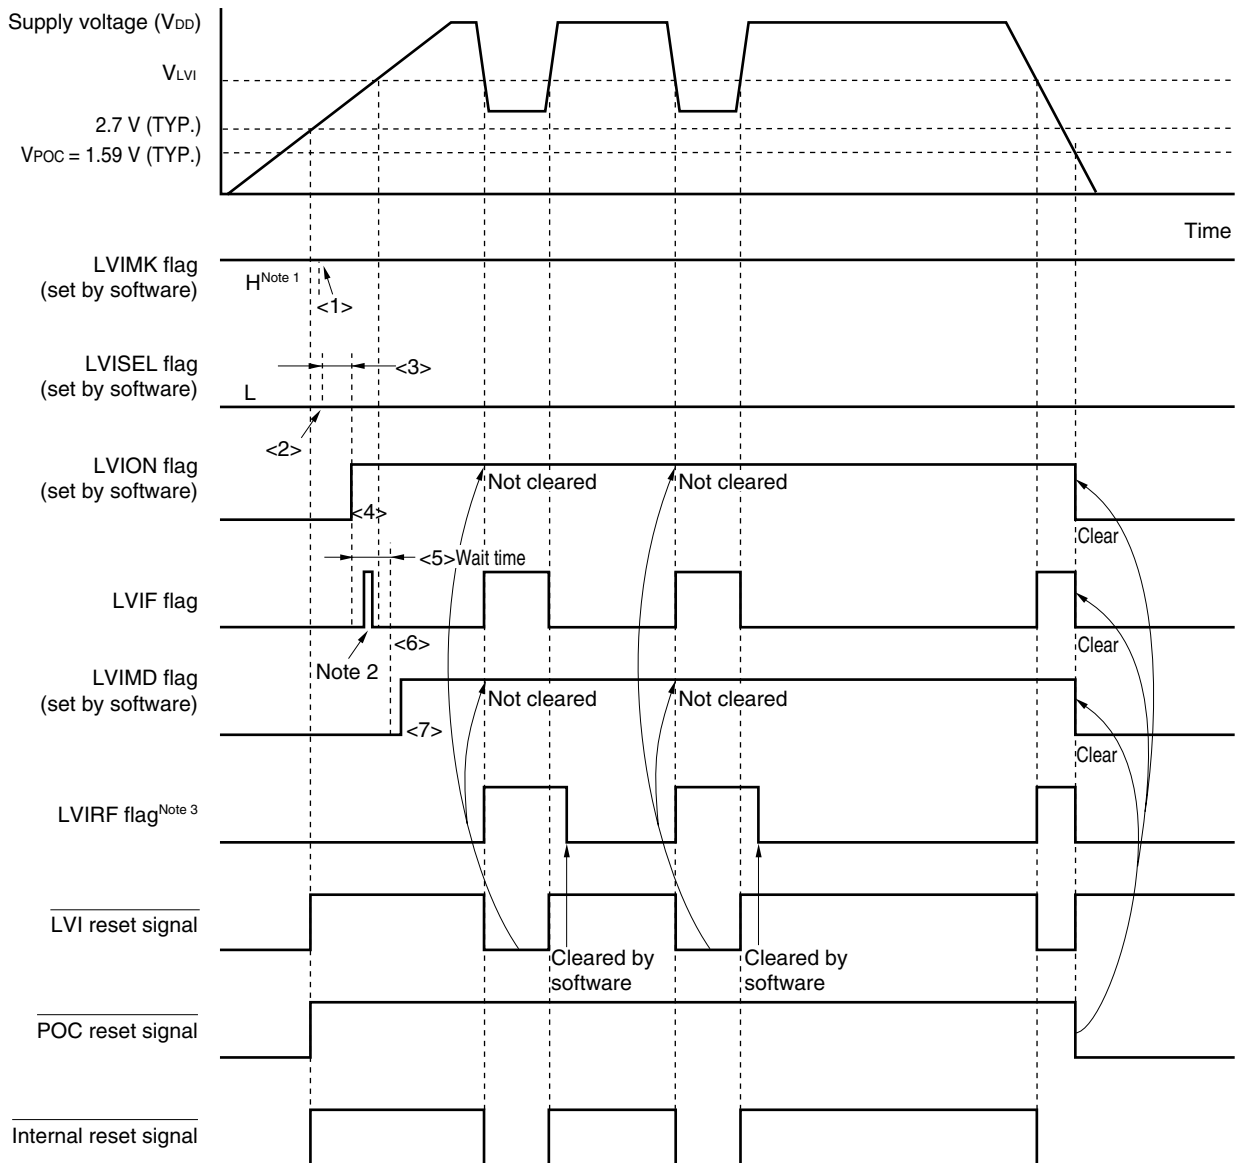 Supply voltage (VDD)
VLVI
2.7 V (TYP.)
VPOC = 1.59 V (TYP.)
Time
LVIMK flag
(set by software)
H Note 1
<1>
LVISEL flag
(set by software)
<3>
L
<2>
LVION flag
(set by software)
Not cleared
Not cleared
<4>
Clear
<5>Wait time
LVIF flag
<6>
Clear
Note 2
LVIMD flag
(set by software)
Not cleared
Not cleared
<7>
Clear
LVIRF flag Note 3
LVI reset signal
Cleared by
software
Cleared by
software
POC reset signal
Internal reset signal